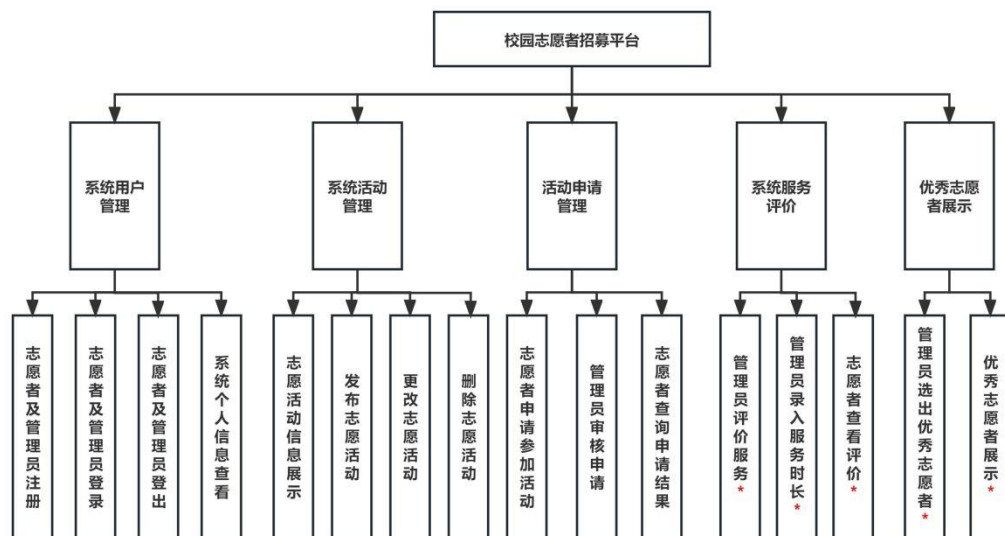 校园志愿者招募平台
系统用户
管理
系统活动
管理
活动申请
管理
系统服务
评价
优秀志愿
者展示
志愿者及管理员注册
志愿者及管理员登录
志愿者及管理员登出
系统个人信息查看
志愿活动信息展示
发布志愿活动
更改志愿活动
删除志愿活动
志愿者申请参加活动
管理员审核申请
志愿者查询申请结果
管理员评价服务*
管理员录入服务时长*
志愿者查看评价*
管理员选出优秀志愿者*
优秀志愿者展示*